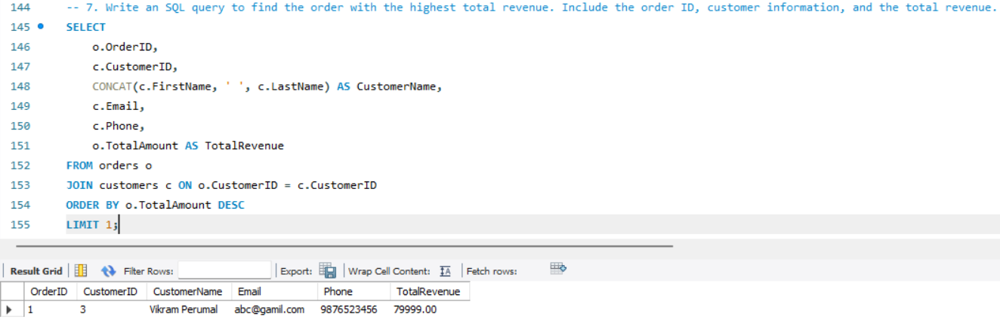 144 -- 7. Write an SQL query to find the order with the highest total revenue. Include the order ID, customer information, and the total revenue.
145 SELECT
146 o.OrderID,
147 c.CustomerID,
148 CONCAT(c.FirstName, ' ', c.LastName) AS CustomerName,
149 c.Email,
150 c.Phone,
151 o.TotalAmount AS TotalRevenue
152 FROM orders o
153 JOIN customers c ON o.CustomerID = c.CustomerID
154 ORDER BY o.TotalAmount DESC
155 LIMIT 1;
Result Grid Filter Rows: Export: Wrap Cell Content: Fetch rows:
OrderID CustomerID CustomerName Email Phone TotalRevenue
1 3 Vikram Perumal abc@gamil.com 9876523456 79999.00